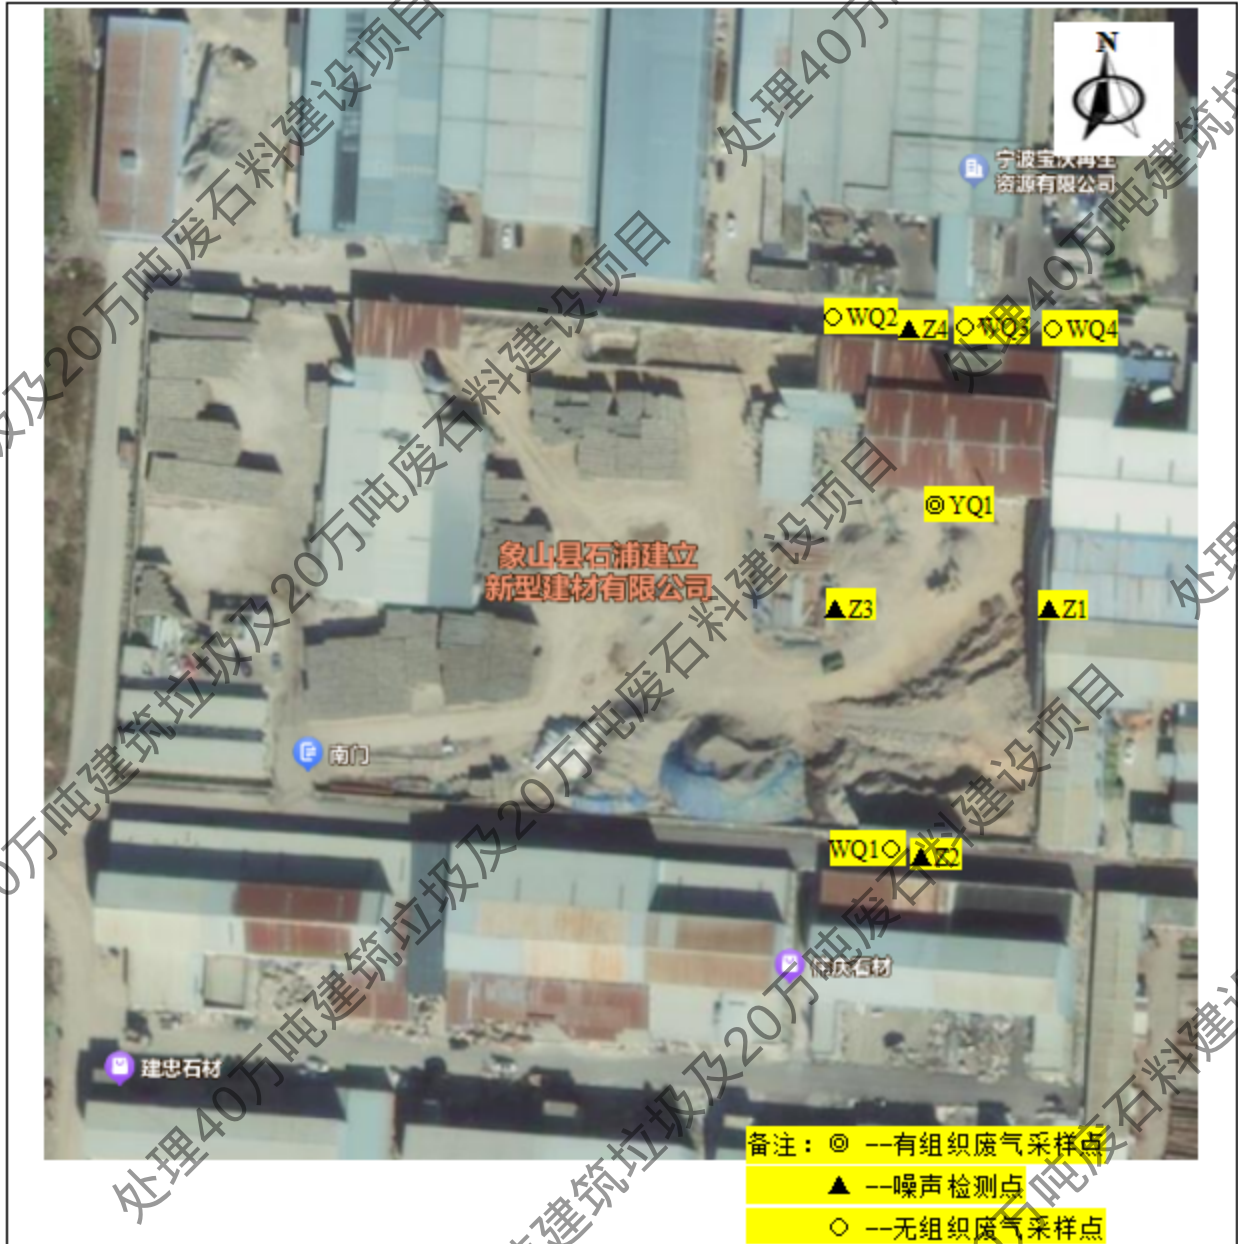 N
宁波宝沃再生
资源有限公司
WQ2
Z4
WQ3
WQ4
YQ1
象山县石浦建立
新型建材有限公司
Z3
Z1
南门
WQ1
Z2
石材
建忠石材
备注：◎ --有组织废气采样点
▲ --噪声检测点
○ --无组织废气采样点
处理40万吨建筑垃圾及20万吨废石料建设项目